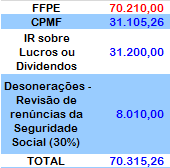 FFPE 70.210,00
CPMF 31.105,26
IR sobre
Lucros ou 31.200,00
Dividendos
Desonerações -
Revisão de
renúncias da 8.010,00
Seguridade
Social (30%)
TOTAL 70.315,26